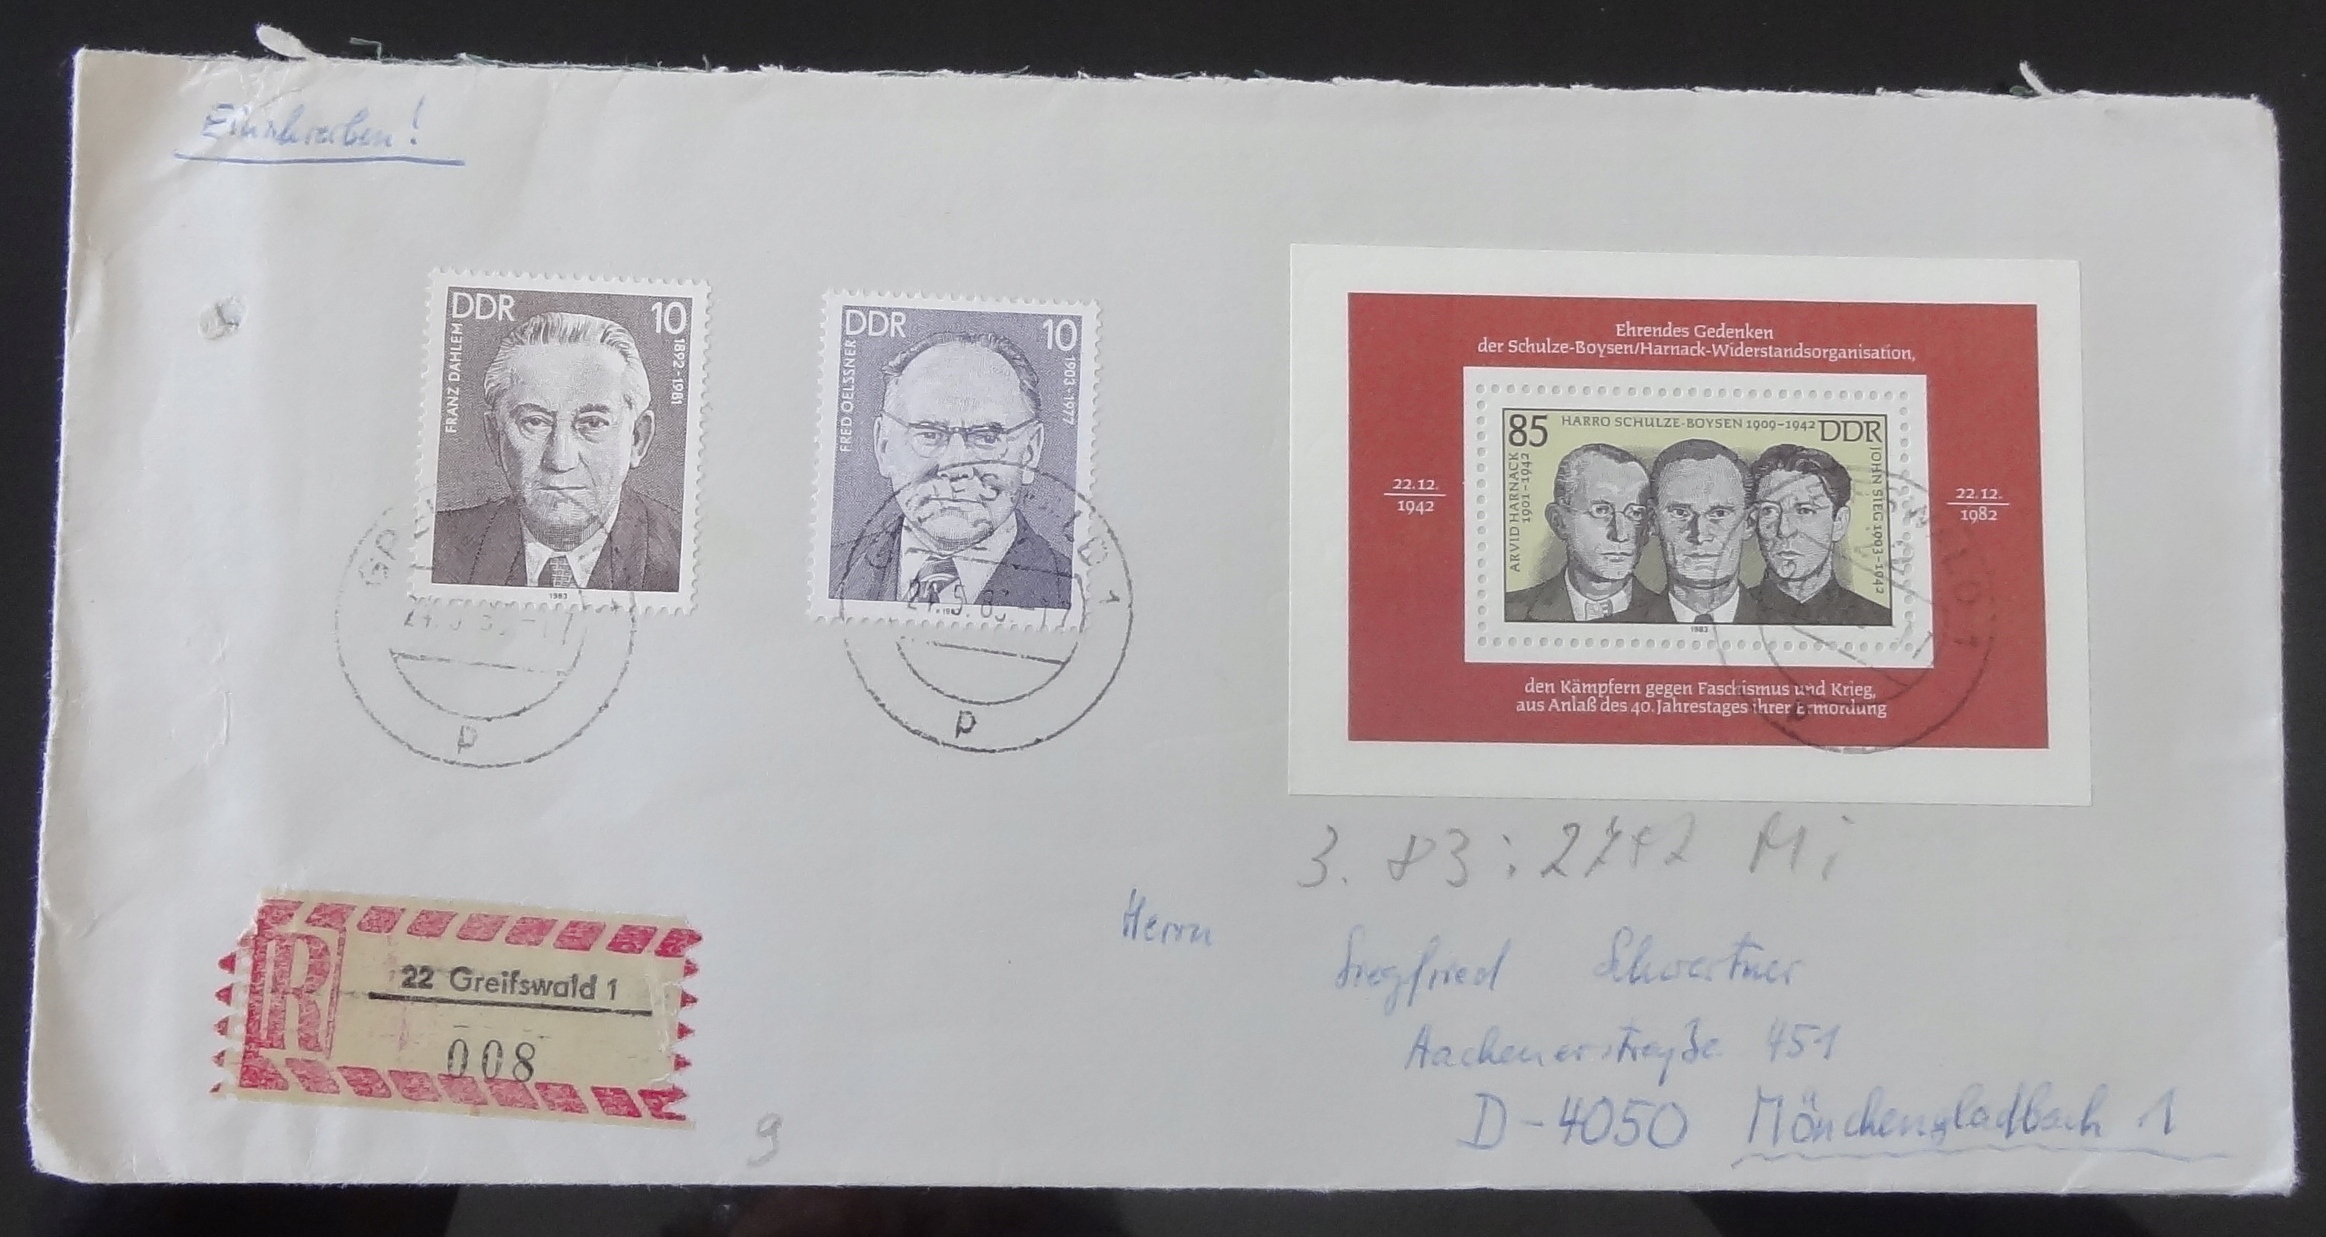 Einschreiben!
DDR 10
FRANZ DAHLEM
1892-1981
1983
DDR 10
FRED OELSSNER
1903-1977
1983
Ehrendes Gedenken
der Schulze-Boysen/Harnack-Widerstandsorganisation,
22.12.
1942
85 HARRO SCHULZE-BOYSEN 1909-1942 DDR
ARVID HARNACK
1901-1942
JOHN SIEG 1903-1942
1983
22.12.
1982
den Kämpfern gegen Faschismus und Krieg,
aus Anlaß des 40. Jahrestages ihrer Ermordung
p
p
R
22 Greifswald 1
008
9
Herrn
Siegfried Schwertner
Aachenerstraße 451
D-4050 Mönchengladbach 1